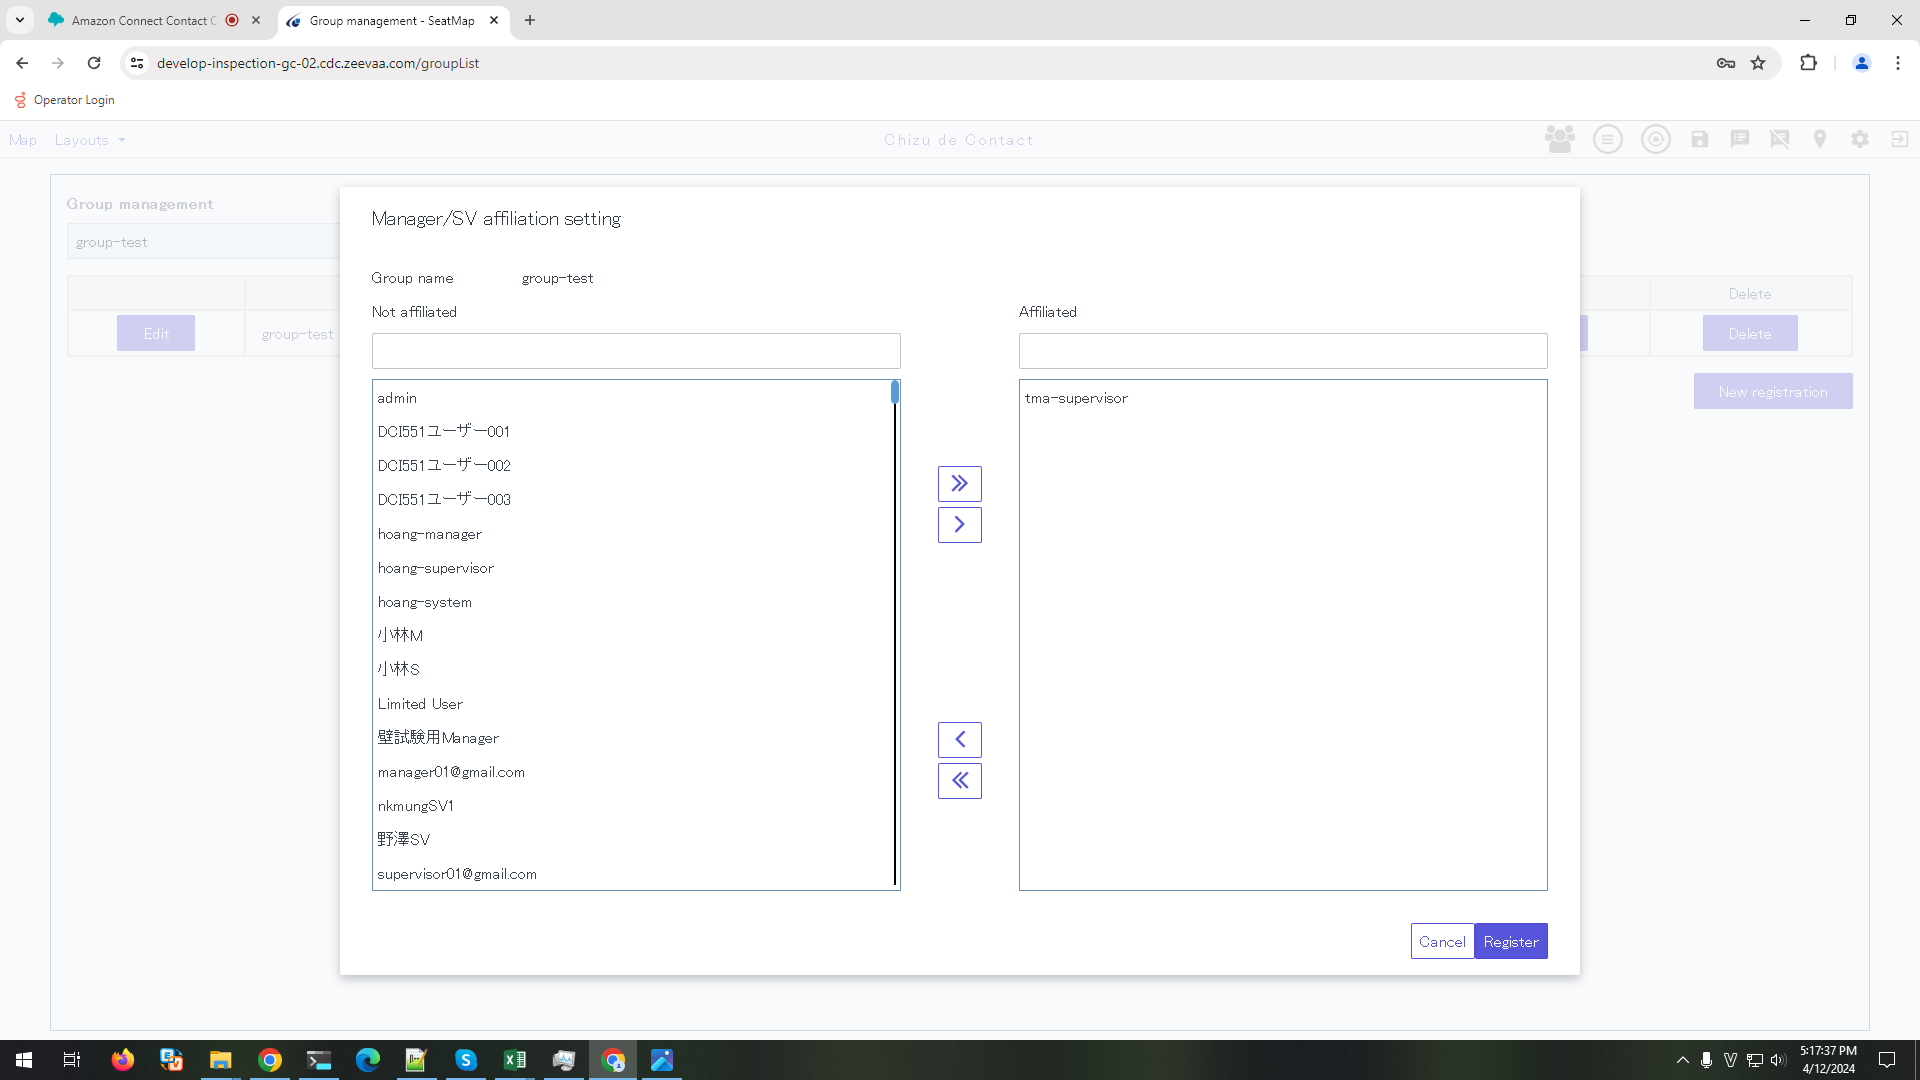 Amazon Connect Contact C
Group management - SeatMap
develop-inspection-gc-02.cdc.zeevaa.com/groupList
Operator Login
Map Layouts Chizu de Contact
Group management
group-test
Delete
Edit group-test Delete
New registration
Manager/SV affiliation setting
Group name group-test
Not affiliated Affiliated
admin
DCI551ユーザー001
DCI551ユーザー002
DCI551ユーザー003
hoang-manager
hoang-supervisor
hoang-system
小林M
小林S
Limited User
壁試験用Manager
manager01@gmail.com
nkmungSV1
野澤SV
supervisor01@gmail.com
tma-supervisor
Cancel Register
5:17:37 PM
4/12/2024